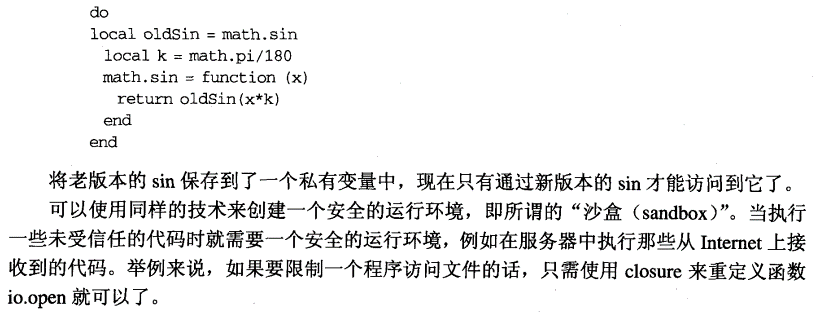 do
local oldSin = math.sin
  local k = math.pi/180
  math.sin = function (x)
    return oldSin(x*k)
  end
end
将老版本的 sin 保存到了一个私有变量中，现在只有通过新版本的 sin 才能访问到它了。
可以使用同样的技术来创建一个安全的运行环境，即所谓的“沙盒（sandbox）”。当执行
一些未受信任的代码时就需要一个安全的运行环境，例如在服务器中执行那些从 Internet 上接
收到的代码。举例来说，如果要限制一个程序访问文件的话，只需使用 closure 来重定义函数
io.open 就可以了。